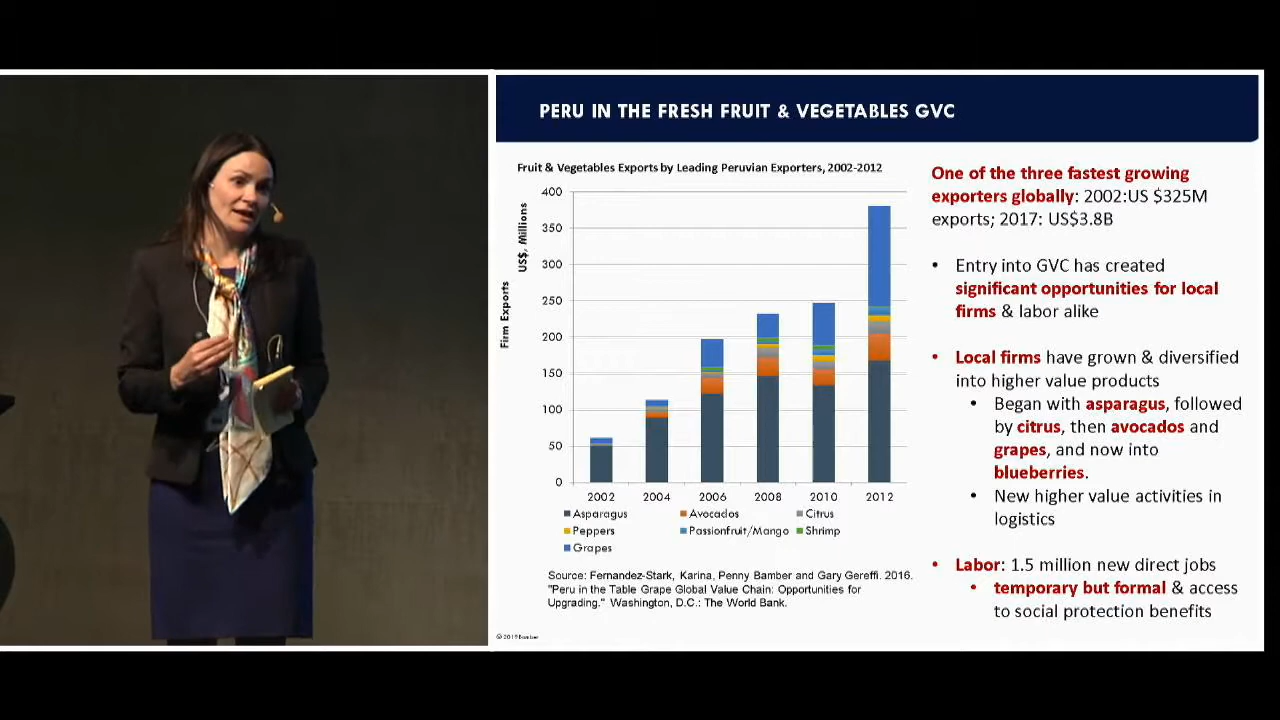 PERU IN THE FRESH FRUIT & VEGETABLES GVC
Fruit & Vegetables Exports by Leading Peruvian Exporters, 2002-2012
Firm Exports
US$, Millions
400
350
300
250
200
150
100
50
0
2002 2004 2006 2008 2010 2012
Asparagus Avocados Citrus
Peppers Passionfruit/Mango Shrimp
Grapes
Source: Fernandez-Stark, Karina, Penny Bamber and Gary Gereffi. 2016.
"Peru in the Table Grape Global Value Chain: Opportunities for
Upgrading." Washington, D.C.: The World Bank.
© 2019 Bamber
One of the three fastest growing
exporters globally: 2002:US $325M
exports; 2017: US$3.8B
• Entry into GVC has created
significant opportunities for local
firms & labor alike
• Local firms have grown & diversified
into higher value products
• Began with asparagus, followed
by citrus, then avocados and
grapes, and now into
blueberries.
• New higher value activities in
logistics
• Labor: 1.5 million new direct jobs
• temporary but formal & access
to social protection benefits